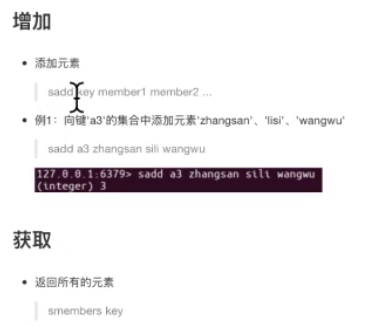 增加
添加元素
sadd key member1 member2 ...
例1：向键'a3'的集合中添加元素'zhangsan'、'lisi'、'wangwu'
sadd a3 zhangsan sili wangwu
127.0.0.1:6379> sadd a3 zhangsan sili wangwu
(integer) 3
获取
返回所有的元素
smembers key